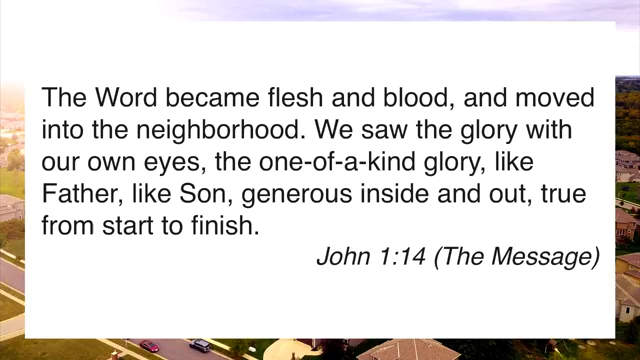 The Word became flesh and blood, and moved
into the neighborhood. We saw the glory with
our own eyes, the one-of-a-kind glory, like
Father, like Son, generous inside and out, true
from start to finish.
John 1:14 (The Message)